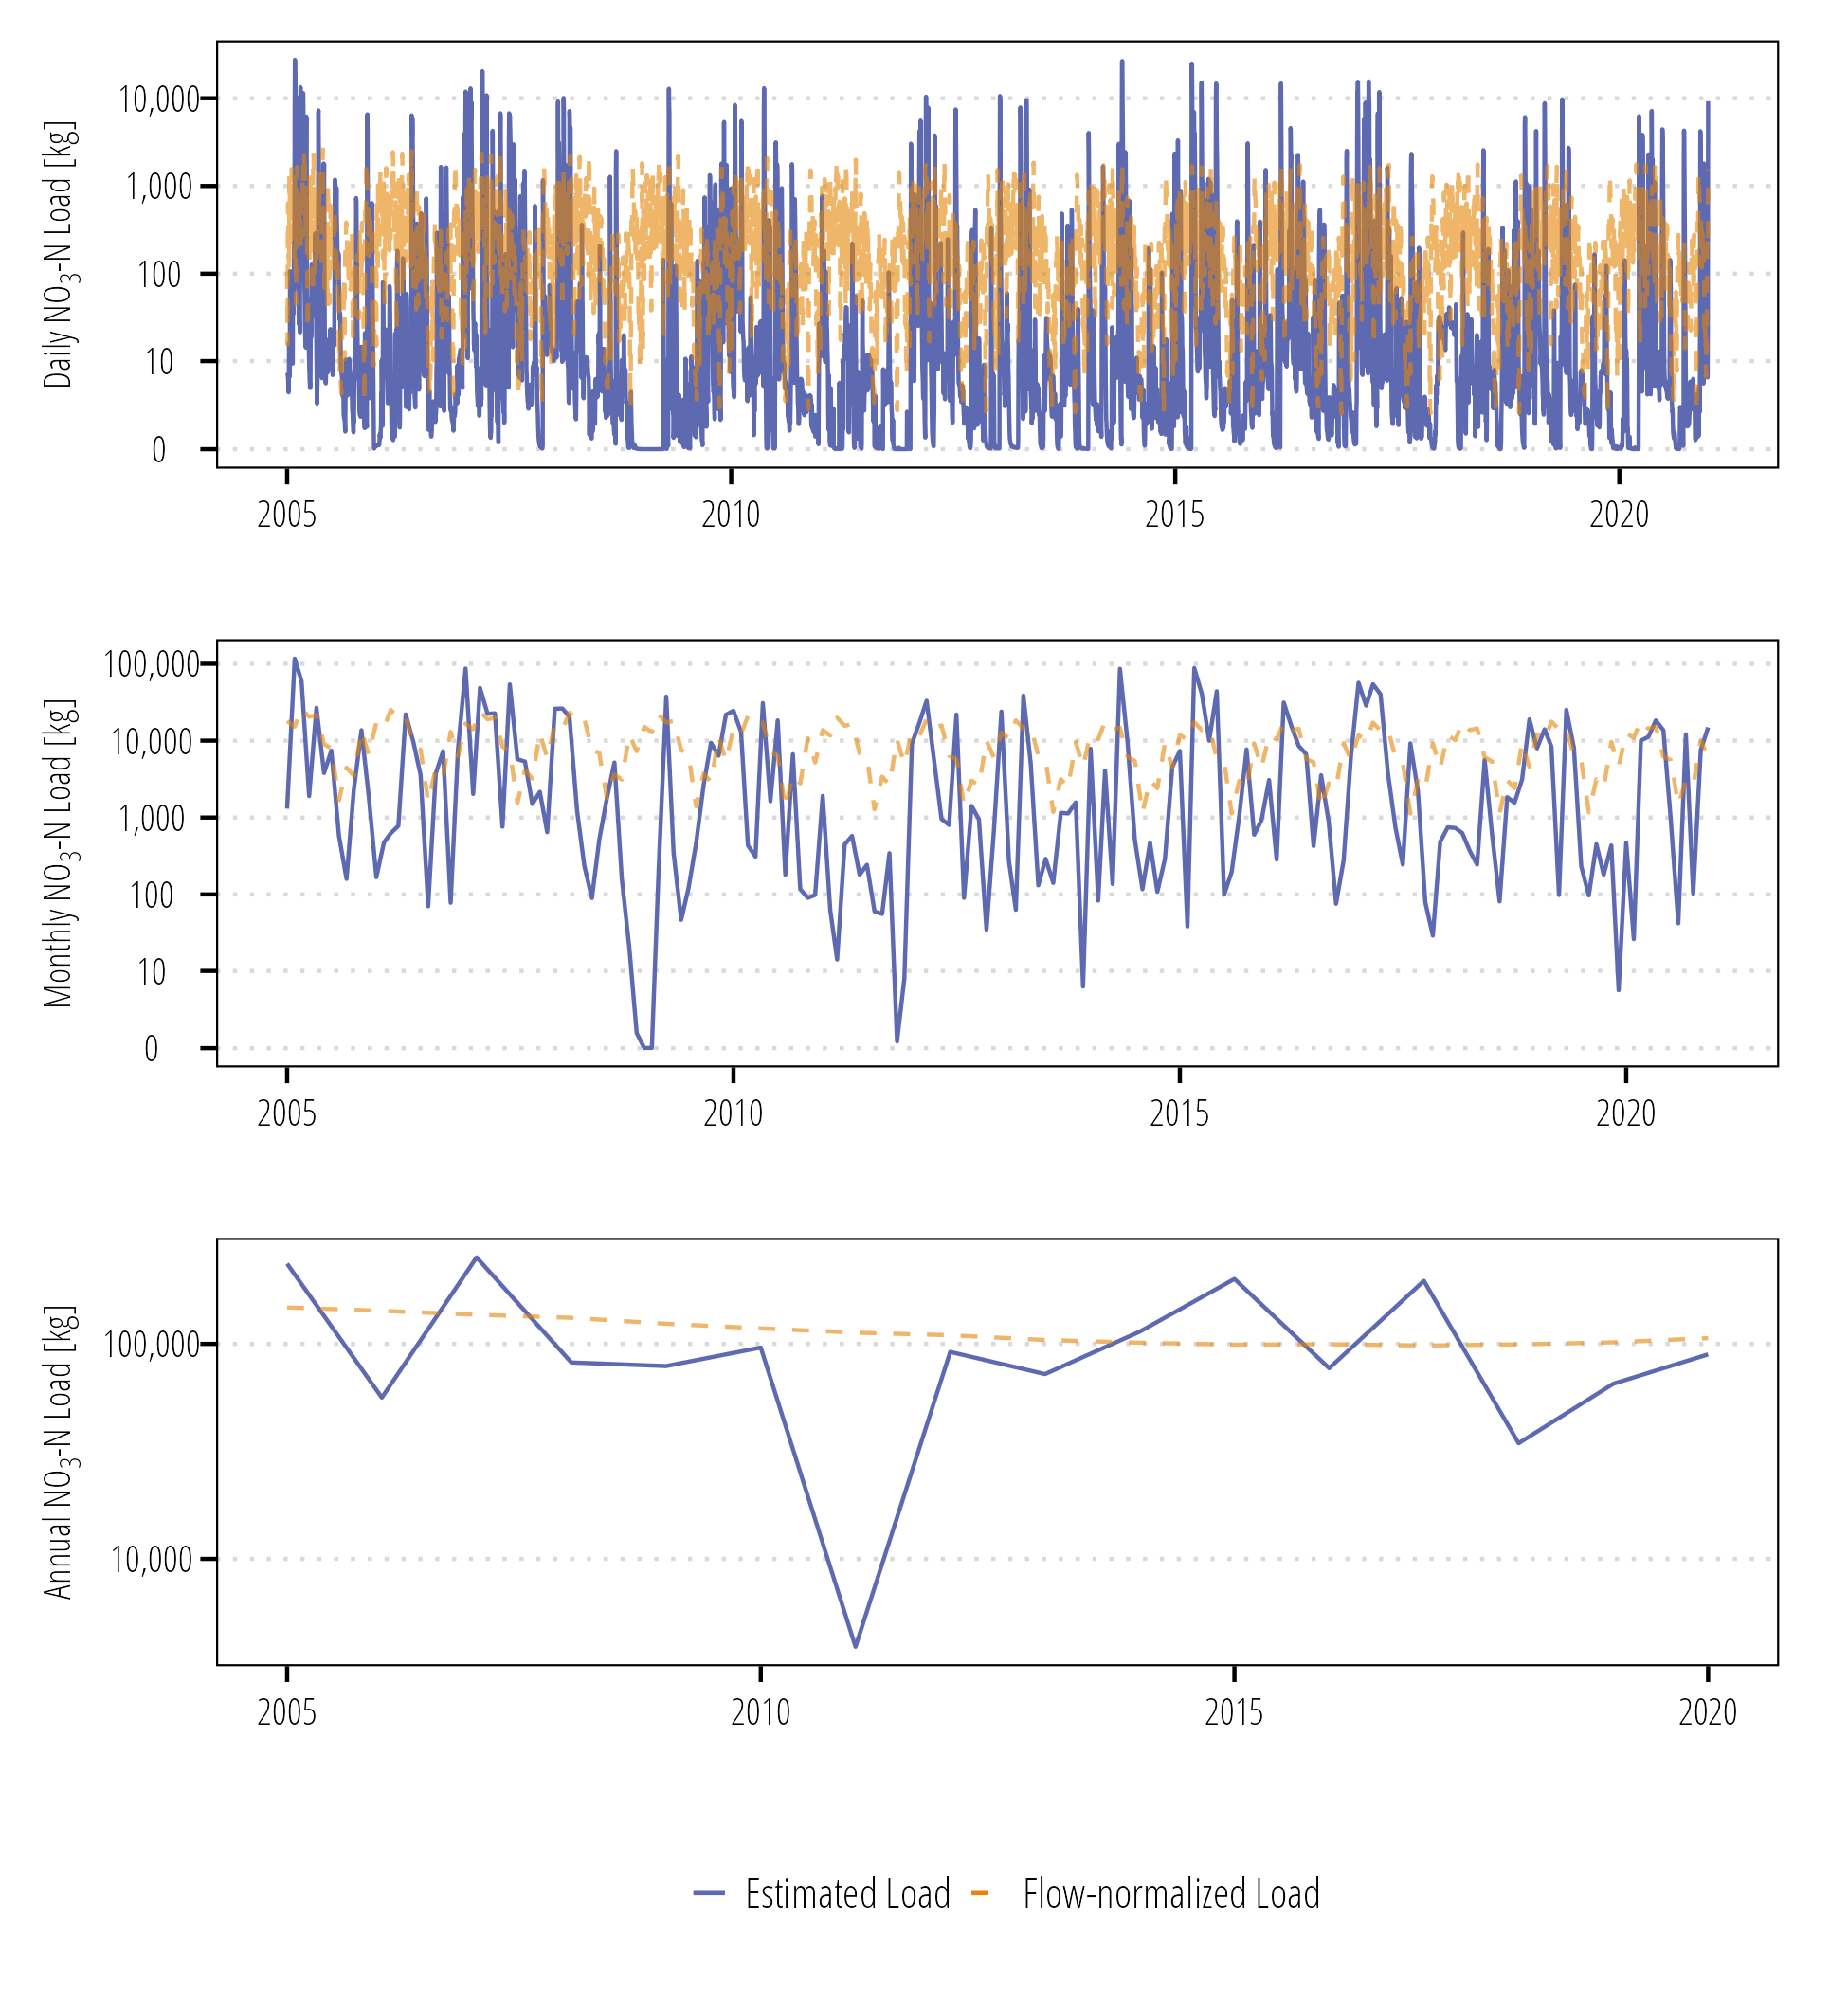 Daily NO3-N Load [kg]
10,000
1,000
100
10
0
2005 2010 2015 2020
Monthly NO3-N Load [kg]
100,000
10,000
1,000
100
10
0
2005 2010 2015 2020
Annual NO3-N Load [kg]
100,000
10,000
2005 2010 2015 2020
Estimated Load Flow-normalized Load